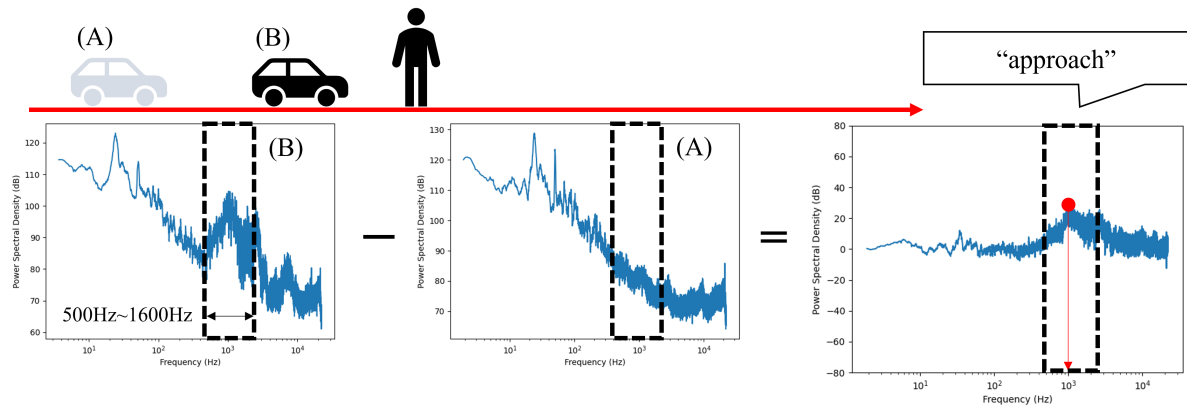 (A)
(B)
“approach”
Power Spectral Density (dB)
120
110
100
90
80
70
60
(B)
500Hz~1600Hz
10¹
10²
10³
10⁴
Frequency (Hz)
Power Spectral Density (dB)
130
120
110
100
90
80
70
(A)
10¹
10²
10³
10⁴
Frequency (Hz)
Power Spectral Density (dB)
80
60
40
20
0
−20
−40
−60
−80
10¹
10²
10³
10⁴
Frequency (Hz)